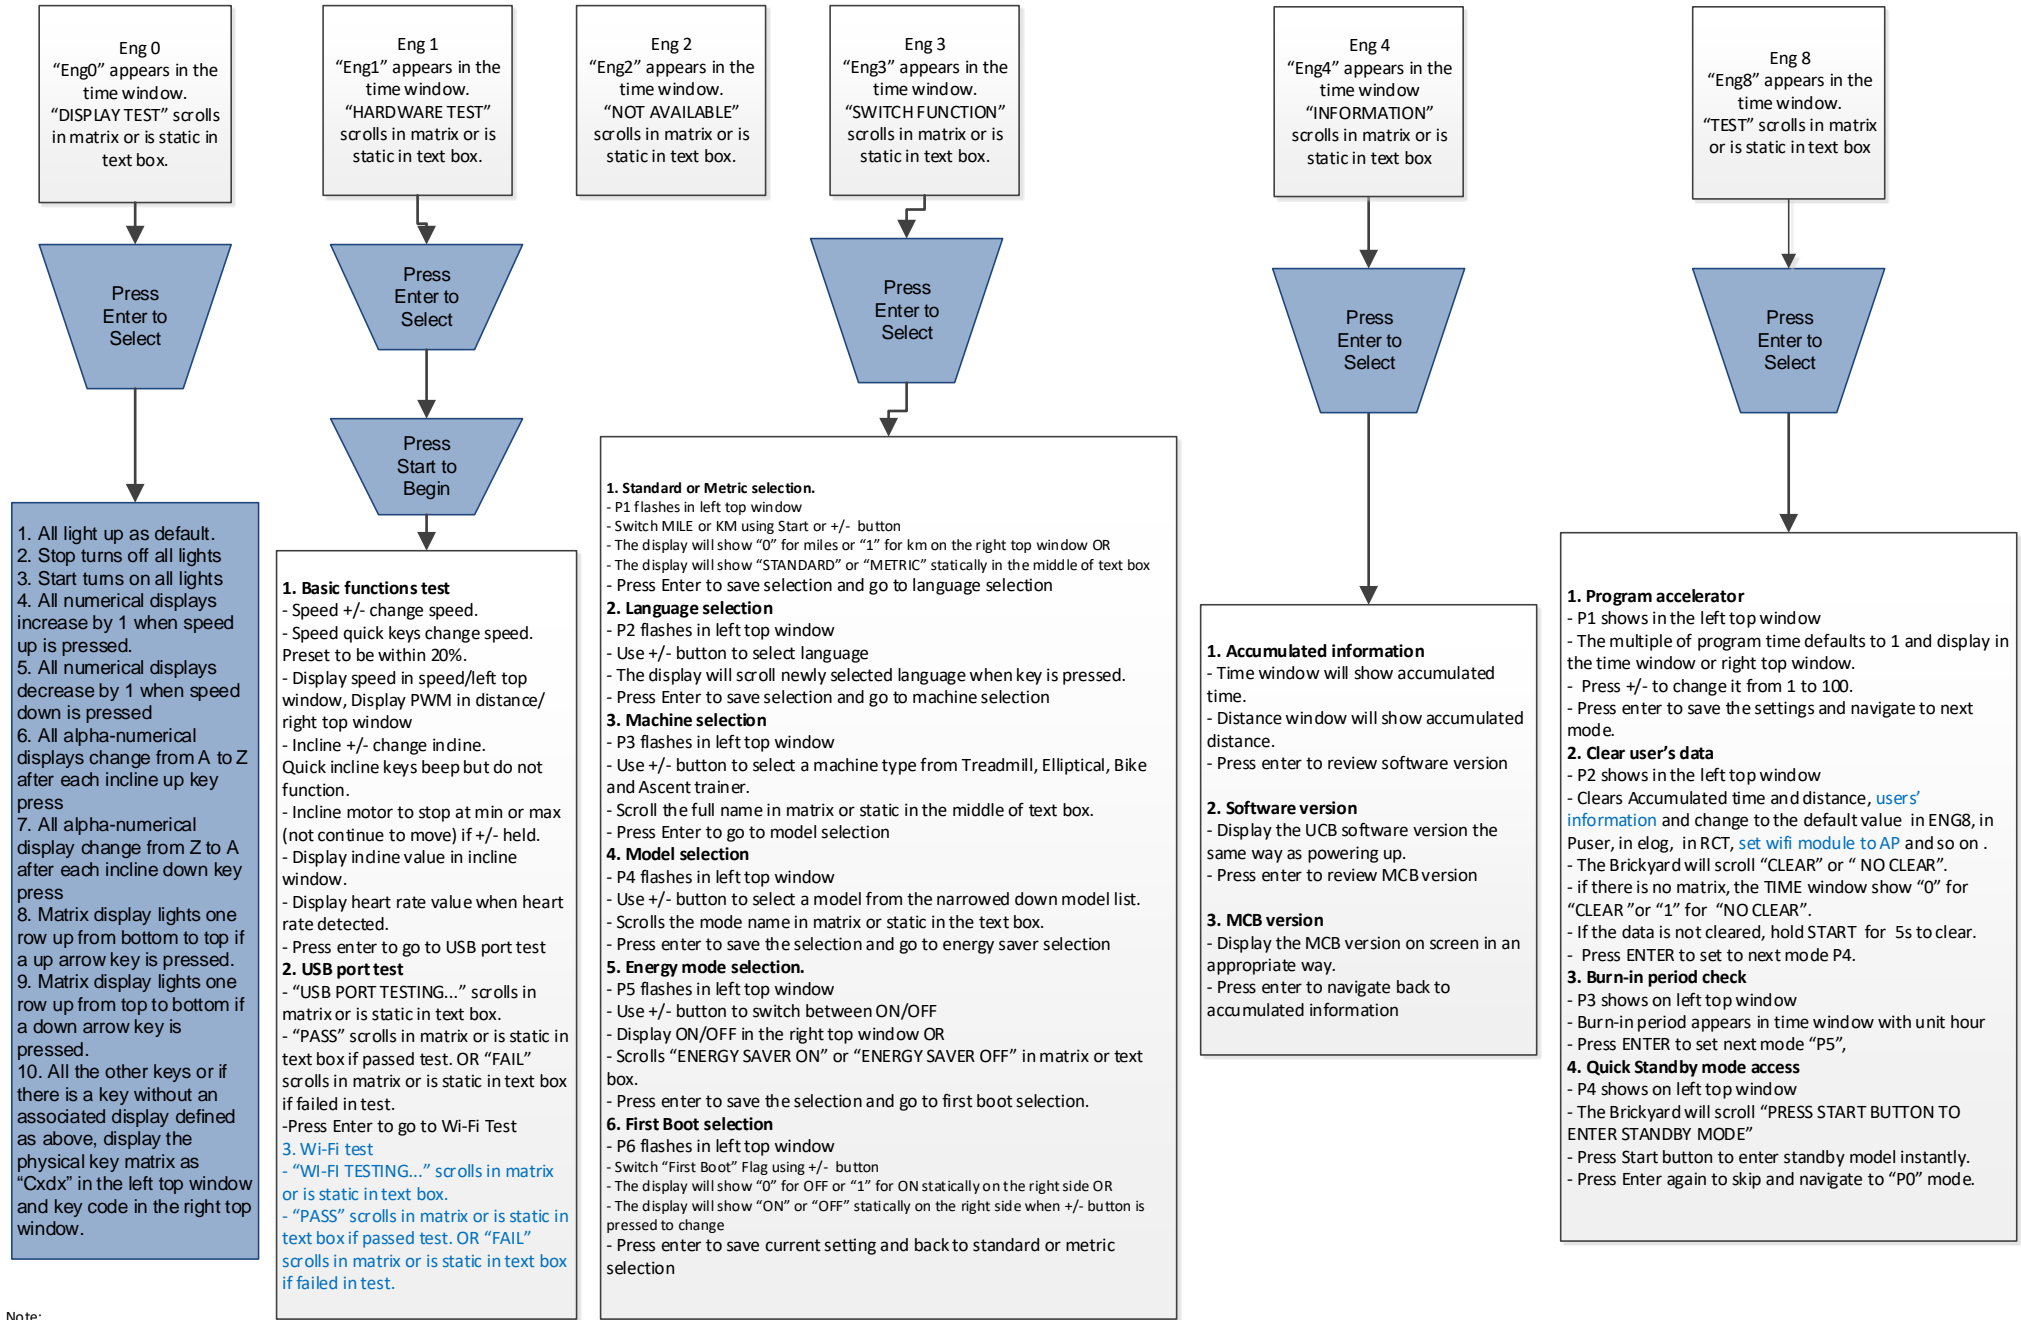 Eng 0
“Eng0” appears in the
time window.
“DISPLAY TEST” scrolls
in matrix or is static in
text box.
Press
Enter to
Select
1. All light up as default.
2. Stop turns off all lights
3. Start turns on all lights
4. All numerical displays
increase by 1 when speed
up is pressed.
5. All numerical displays
decrease by 1 when speed
down is pressed
6. All alpha-numerical
displays change from A to Z
after each incline up key
press
7. All alpha-numerical
display change from Z to A
after each incline down key
press
8. Matrix display lights one
row up from bottom to top if
a up arrow key is pressed.
9. Matrix display lights one
row up from top to bottom if
a down arrow key is
pressed.
10. All the other keys or if
there is a key without an
associated display defined
as above, display the
physical key matrix as
“Cxdx” in the left top window
and key code in the right top
window.
Eng 1
“Eng1” appears in the
time window.
“HARDWARE TEST”
scrolls in matrix or is
static in text box.
Press
Enter to
Select
Press
Start to
Begin
1. Basic functions test
- Speed +/- change speed.
- Speed quick keys change speed.
Preset to be within 20%.
- Display speed in speed/left top
window, Display PWM in distance/
right top window
- Incline +/- change incline.
Quick incline keys beep but do not
function.
- Incline motor to stop at min or max
(not continue to move) if +/- held.
- Display incline value in incline
window.
- Display heart rate value when heart
rate detected.
- Press enter to go to USB port test
2. USB port test
- “USB PORT TESTING...” scrolls in
matrix or is static in text box.
- “PASS” scrolls in matrix or is static in
text box if passed test. OR “FAIL”
scrolls in matrix or is static in text box
if failed in test.
-Press Enter to go to Wi-Fi Test
3. Wi-Fi test
- “WI-FI TESTING...” scrolls in matrix
or is static in text box.
- “PASS” scrolls in matrix or is static in
text box if passed test. OR “FAIL”
scrolls in matrix or is static in text box
if failed in test.
Eng 2
“Eng2” appears in the
time window.
“NOT AVAILABLE”
scrolls in matrix or is
static in text box.
Eng 3
“Eng3” appears in the
time window.
“SWITCH FUNCTION”
scrolls in matrix or is
static in text box.
Press
Enter to
Select
1. Standard or Metric selection.
- P1 flashes in left top window
- Switch MILE or KM using Start or +/- button
- The display will show “0” for miles or “1” for km on the right top window OR
- The display will show “STANDARD” or “METRIC” statically in the middle of text box
- Press Enter to save selection and go to language selection
2. Language selection
- P2 flashes in left top window
- Use +/- button to select language
- The display will scroll newly selected language when key is pressed.
- Press Enter to save selection and go to machine selection
3. Machine selection
- P3 flashes in left top window
- Use +/- button to select a machine type from Treadmill, Elliptical, Bike
and Ascent trainer.
- Scroll the full name in matrix or static in the middle of text box.
- Press Enter to go to model selection
4. Model selection
- P4 flashes in left top window
- Use +/- button to select a model from the narrowed down model list.
- Scrolls the mode name in matrix or static in the text box.
- Press enter to save the selection and go to energy saver selection
5. Energy mode selection.
- P5 flashes in left top window
- Use +/- button to switch between ON/OFF
- Display ON/OFF in the right top window OR
- Scrolls “ENERGY SAVER ON” or “ENERGY SAVER OFF” in matrix or text
box.
- Press enter to save the selection and go to first boot selection.
6. First Boot selection
- P6 flashes in left top window
- Switch “First Boot” Flag using +/- button
- The display will show “0” for OFF or “1” for ON statically on the right side OR
- The display will show “ON” or “OFF” statically on the right side when +/- button is
pressed to change
- Press enter to save current setting and back to standard or metric
selection
Eng 4
“Eng4” appears in the
time window
“INFORMATION”
scrolls in matrix or is
static in text box
Press
Enter to
Select
1. Accumulated information
- Time window will show accumulated
time.
- Distance window will show accumulated
distance.
- Press enter to review software version
2. Software version
- Display the UCB software version the
same way as powering up.
- Press enter to review MCB version
3. MCB version
- Display the MCB version on screen in an
appropriate way.
- Press enter to navigate back to
accumulated information
Eng 8
“Eng8” appears in the
time window.
“TEST” scrolls in matrix
or is static in text box
Press
Enter to
Select
1. Program accelerator
- P1 shows in the left top window
- The multiple of program time defaults to 1 and display in
the time window or right top window.
- Press +/- to change it from 1 to 100.
- Press enter to save the settings and navigate to next
mode.
2. Clear user’s data
- P2 shows in the left top window
- Clears Accumulated time and distance, users’
information and change to the default value in ENG8, in
Puser, in elog, in RCT, set wifi module to AP and so on .
- The Brickyard will scroll “CLEAR” or “ NO CLEAR”.
- if there is no matrix, the TIME window show “0” for
“CLEAR ”or “1” for “NO CLEAR”.
- If the data is not cleared, hold START for 5s to clear.
- Press ENTER to set to next mode P4.
3. Burn-in period check
- P3 shows on left top window
- Burn-in period appears in time window with unit hour
- Press ENTER to set next mode “P5”,
4. Quick Standby mode access
- P4 shows on left top window
- The Brickyard will scroll “PRESS START BUTTON TO
ENTER STANDBY MODE”
- Press Start button to enter standby model instantly.
- Press Enter again to skip and navigate to “P0” mode.
Note: